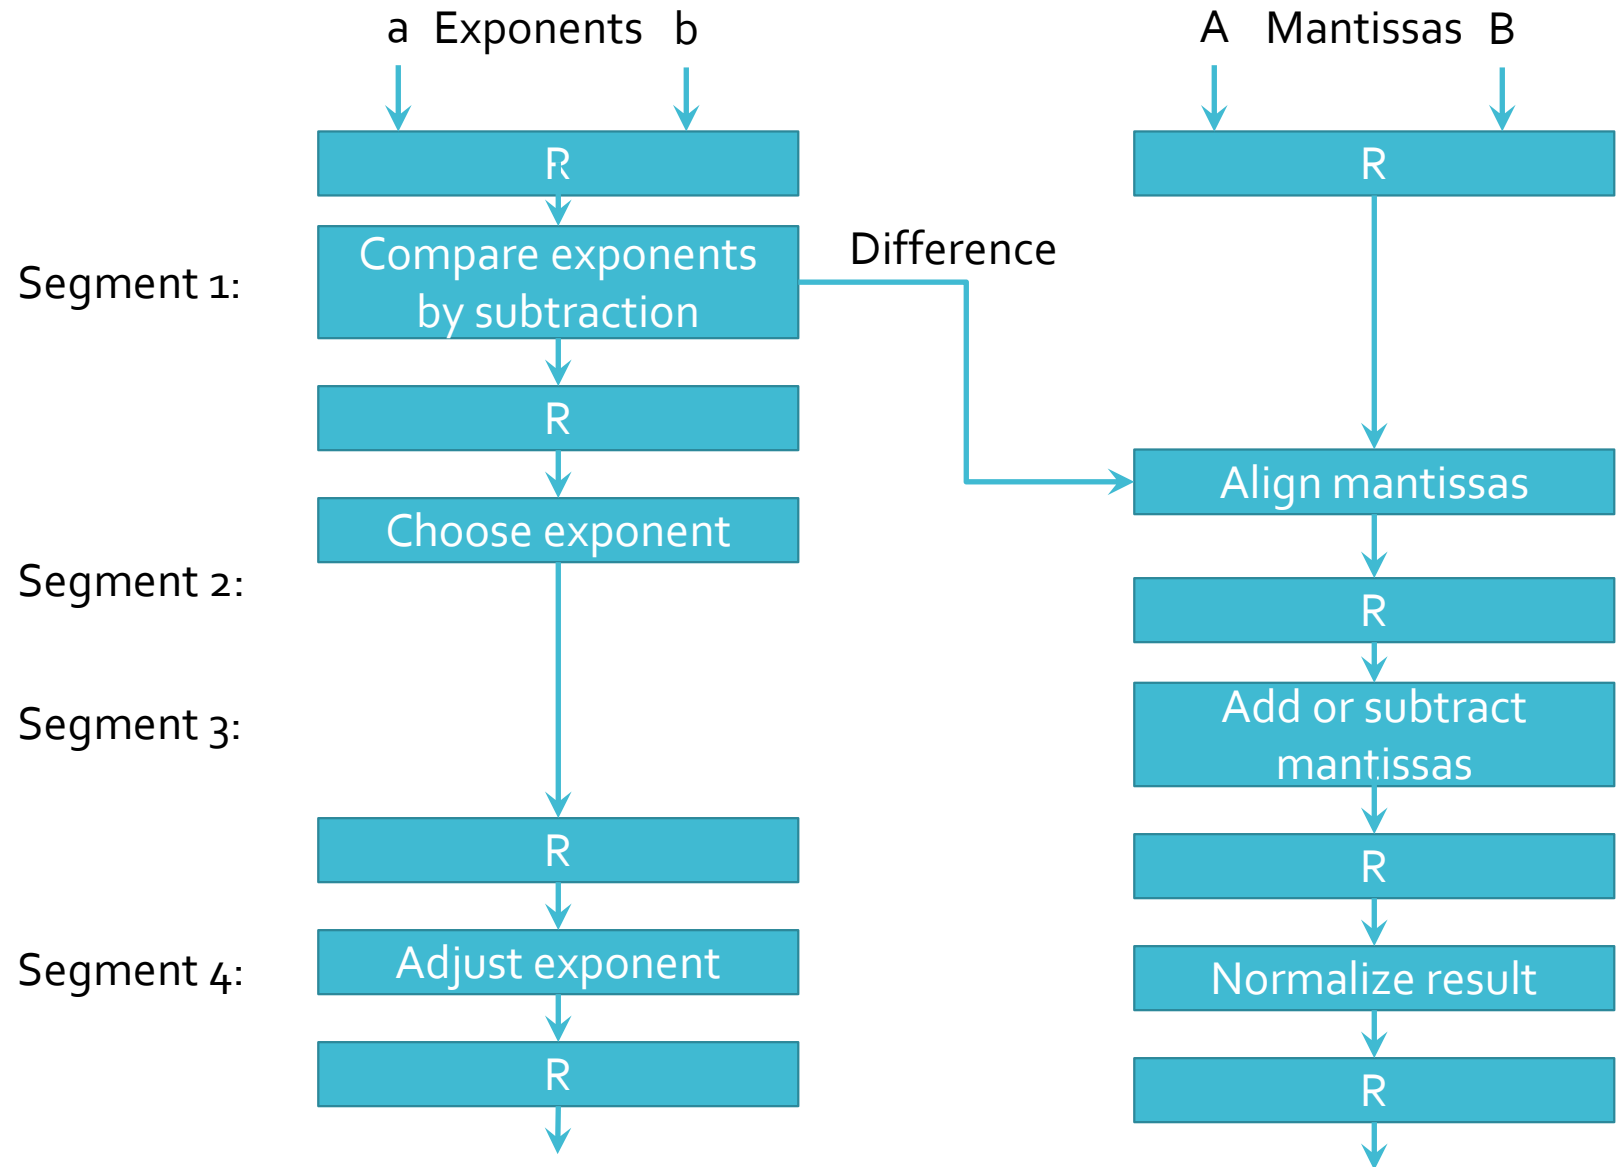 a Exponents b
A Mantissas B
R
R
Segment 1:
Compare exponents
by subtraction
Difference
R
Align mantissas
Choose exponent
Segment 2:
R
Segment 3:
Add or subtract
mantissas
R
R
Segment 4:
Adjust exponent
Normalize result
R
R